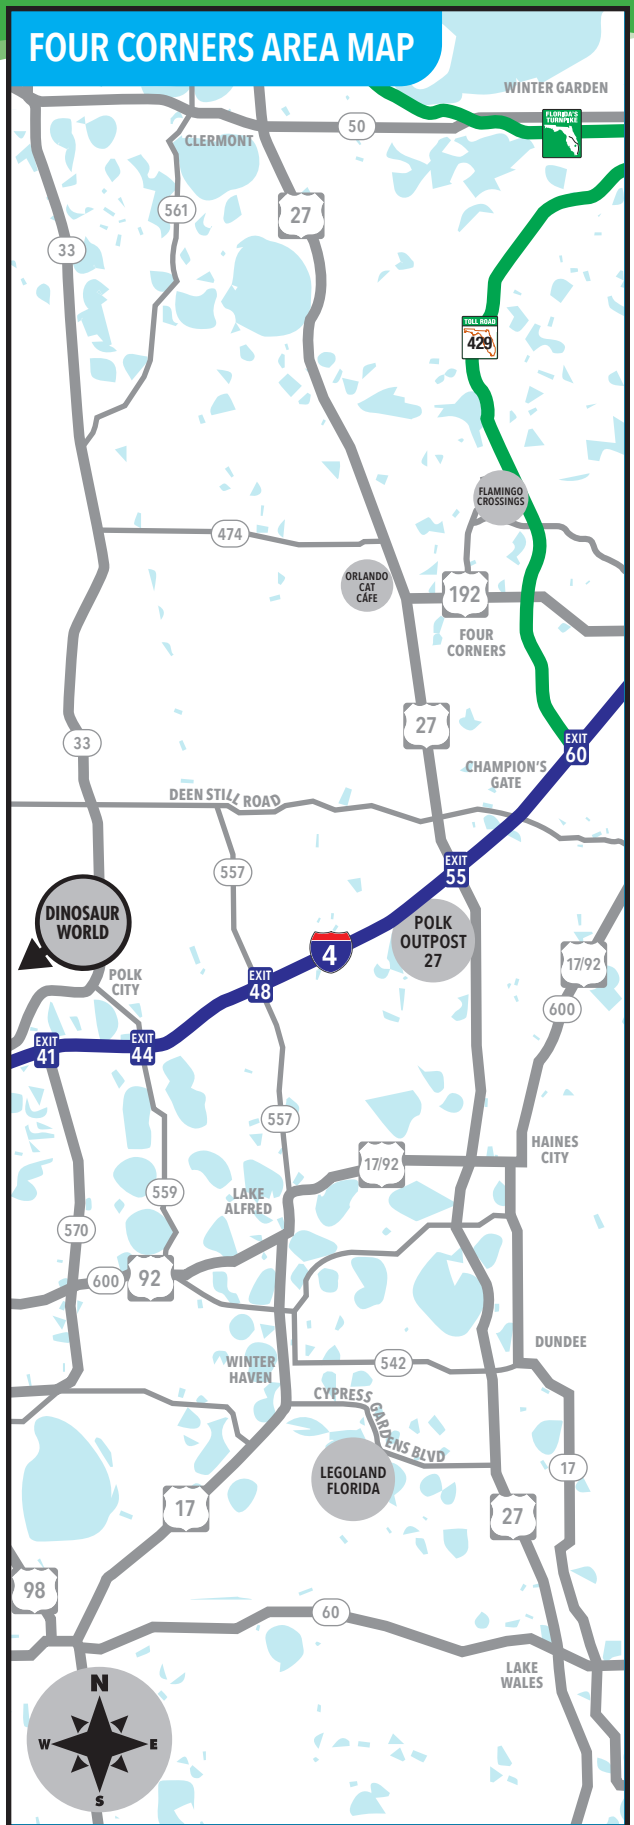 FOUR CORNERS AREA MAP
WINTER GARDEN
FLORIDA'S
TURNPIKE
50
CLERMONT
561
27
33
TOLL ROAD
429
FLAMINGO
CROSSINGS
474
ORLANDO
CAT
CÁFE
192
FOUR
CORNERS
27
33
EXIT
60
CHAMPION'S
GATE
DEEN STILL ROAD
557
EXIT
55
DINOSAUR
WORLD
POLK
OUTPOST
27
4
17/92
POLK
CITY
EXIT
48
600
EXIT
41
EXIT
44
557
HAINES
CITY
17/92
559
LAKE
ALFRED
570
600
92
DUNDEE
WINTER
HAVEN
542
CYPRESS GARDENS BLVD
LEGOLAND
FLORIDA
17
17
27
98
60
LAKE
WALES
N
W
E
S